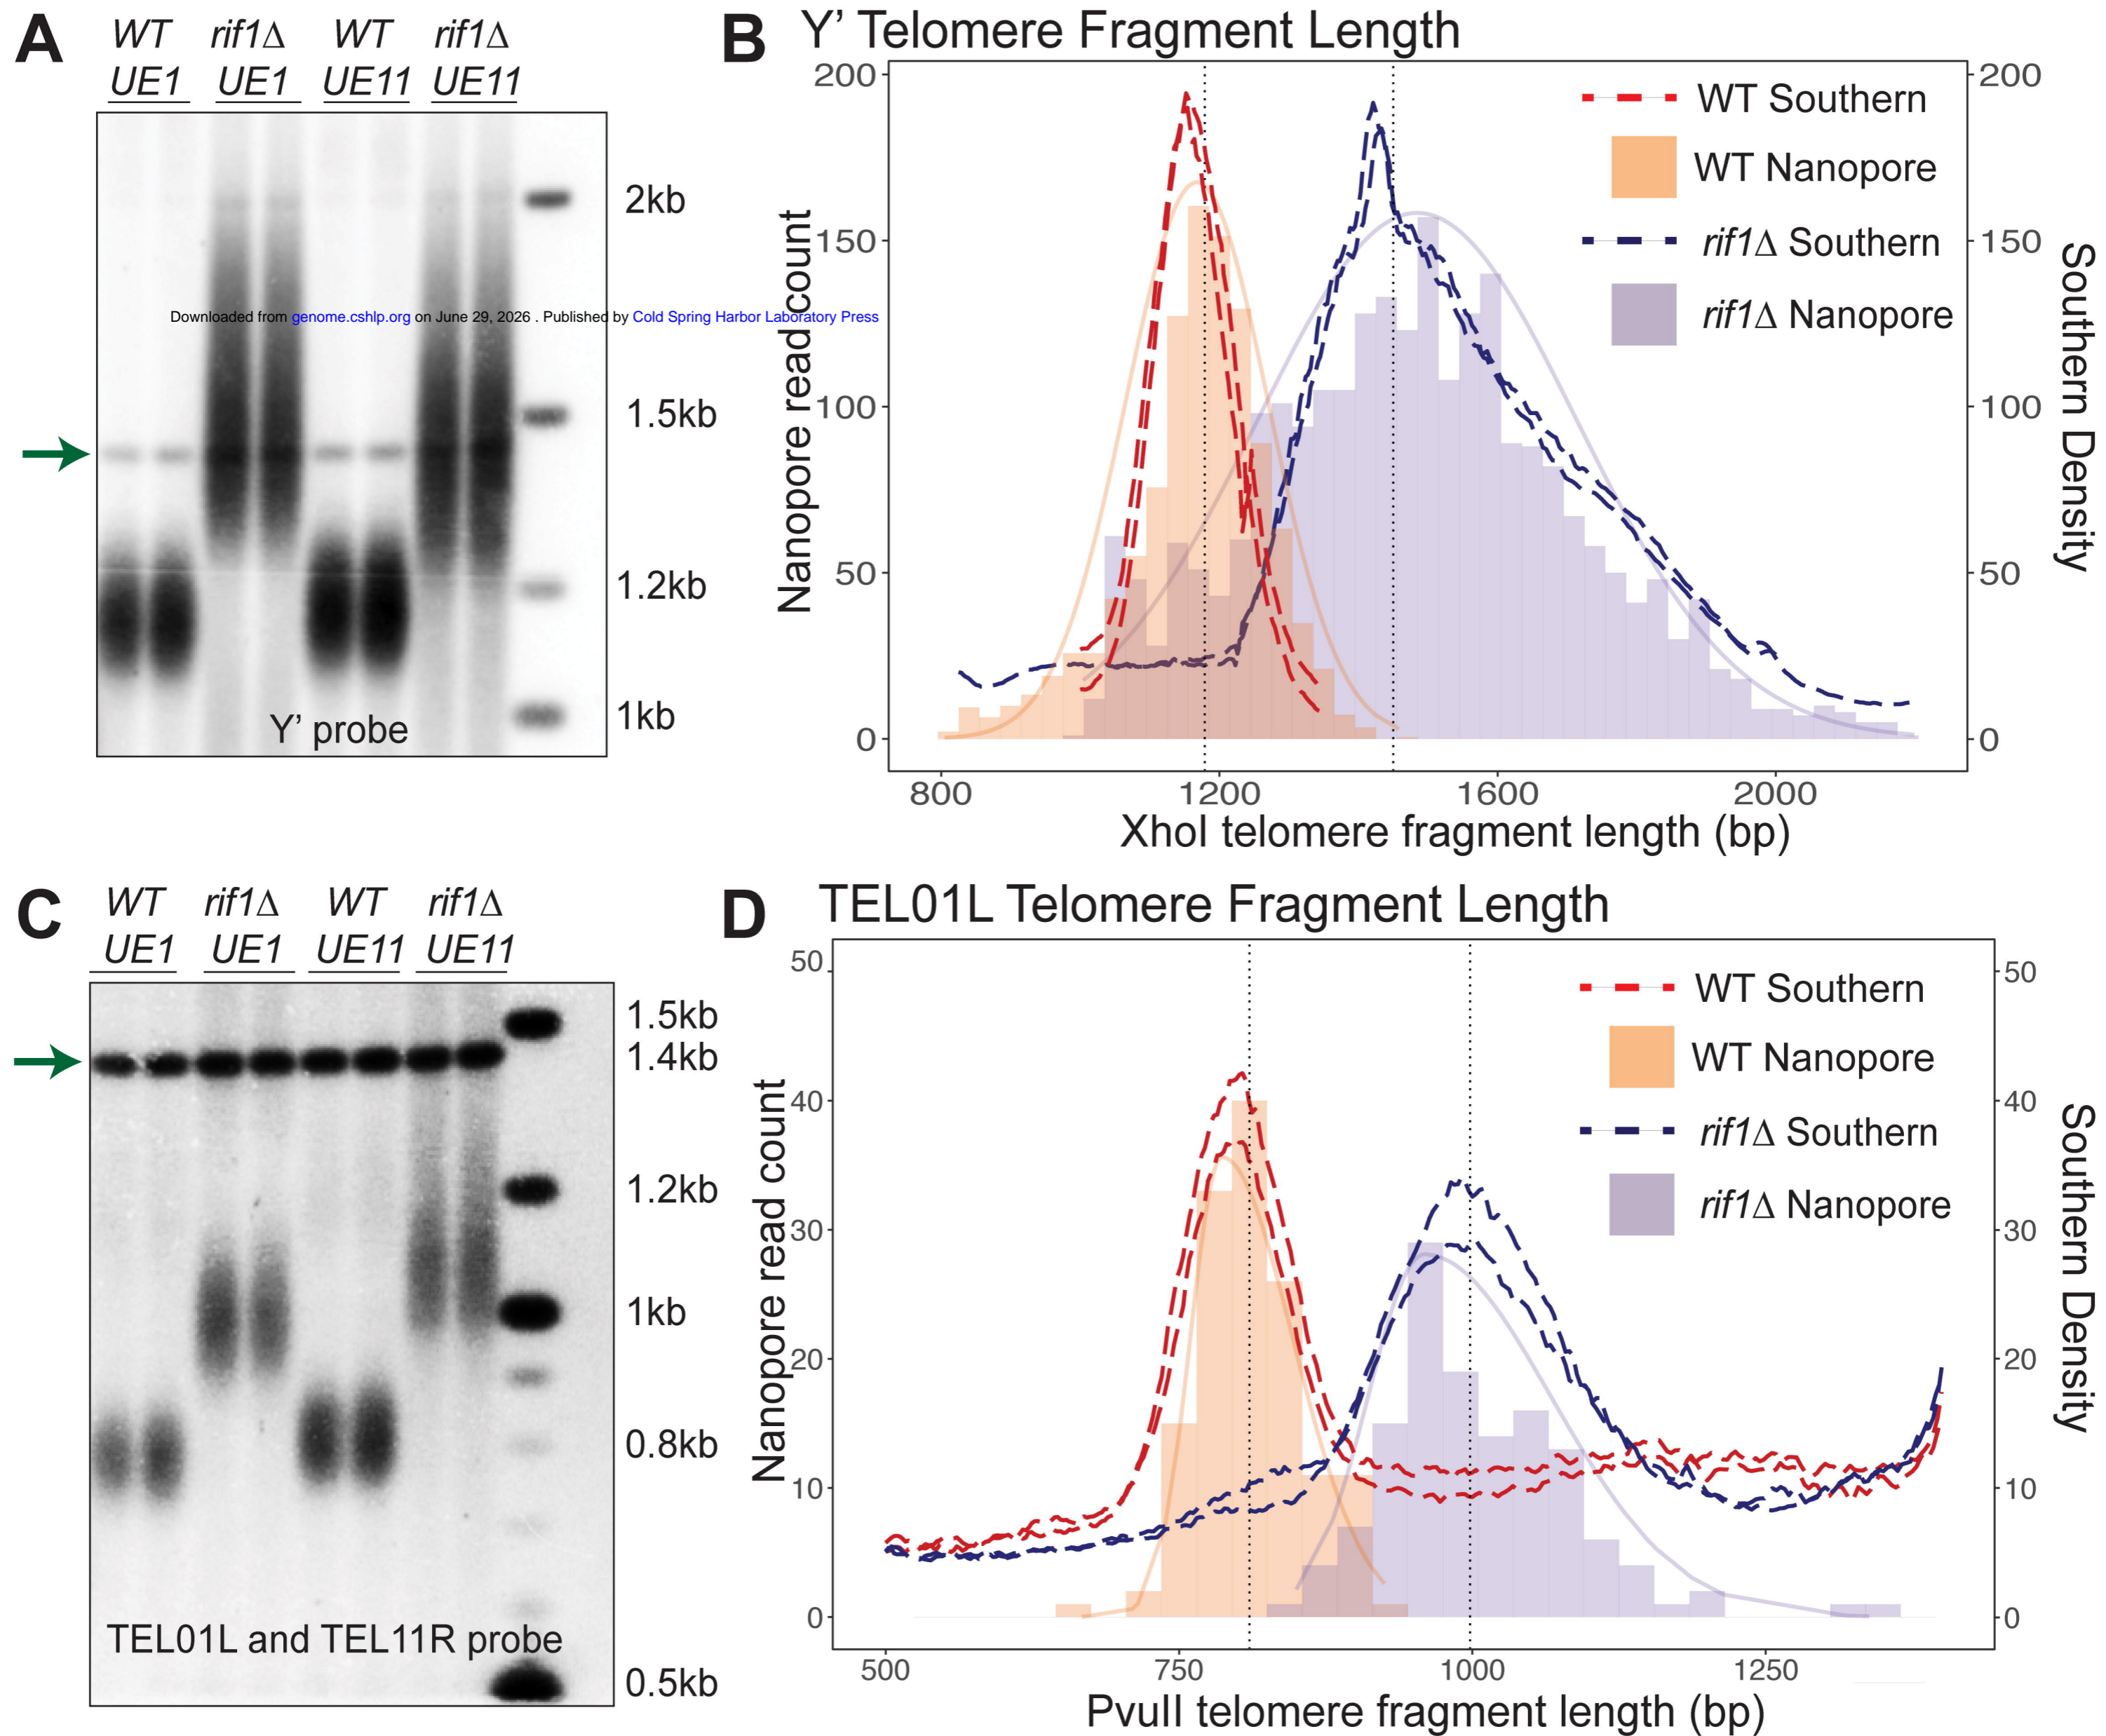 A
WT rif1Δ WT rif1Δ
UE1 UE1 UE11 UE11
2kb
1.5kb
1.2kb
1kb
Y' probe
Downloaded from genome.cshlp.org on June 29, 2026 . Published by Cold Spring Harbor Laboratory Press
B
Y' Telomere Fragment Length
Nanopore read count
200
150
100
50
0
WT Southern
WT Nanopore
rif1Δ Southern
rif1Δ Nanopore
200
150
100
50
0
Southern Density
800 1200 1600 2000
XhoI telomere fragment length (bp)
C
WT rif1Δ WT rif1Δ
UE1 UE1 UE11 UE11
1.5kb
1.4kb
1.2kb
1kb
0.8kb
0.5kb
TEL01L and TEL11R probe
D
TEL01L Telomere Fragment Length
Nanopore read count
50
40
30
20
10
0
WT Southern
WT Nanopore
rif1Δ Southern
rif1Δ Nanopore
50
40
30
20
10
0
Southern Density
500 750 1000 1250
PvuII telomere fragment length (bp)